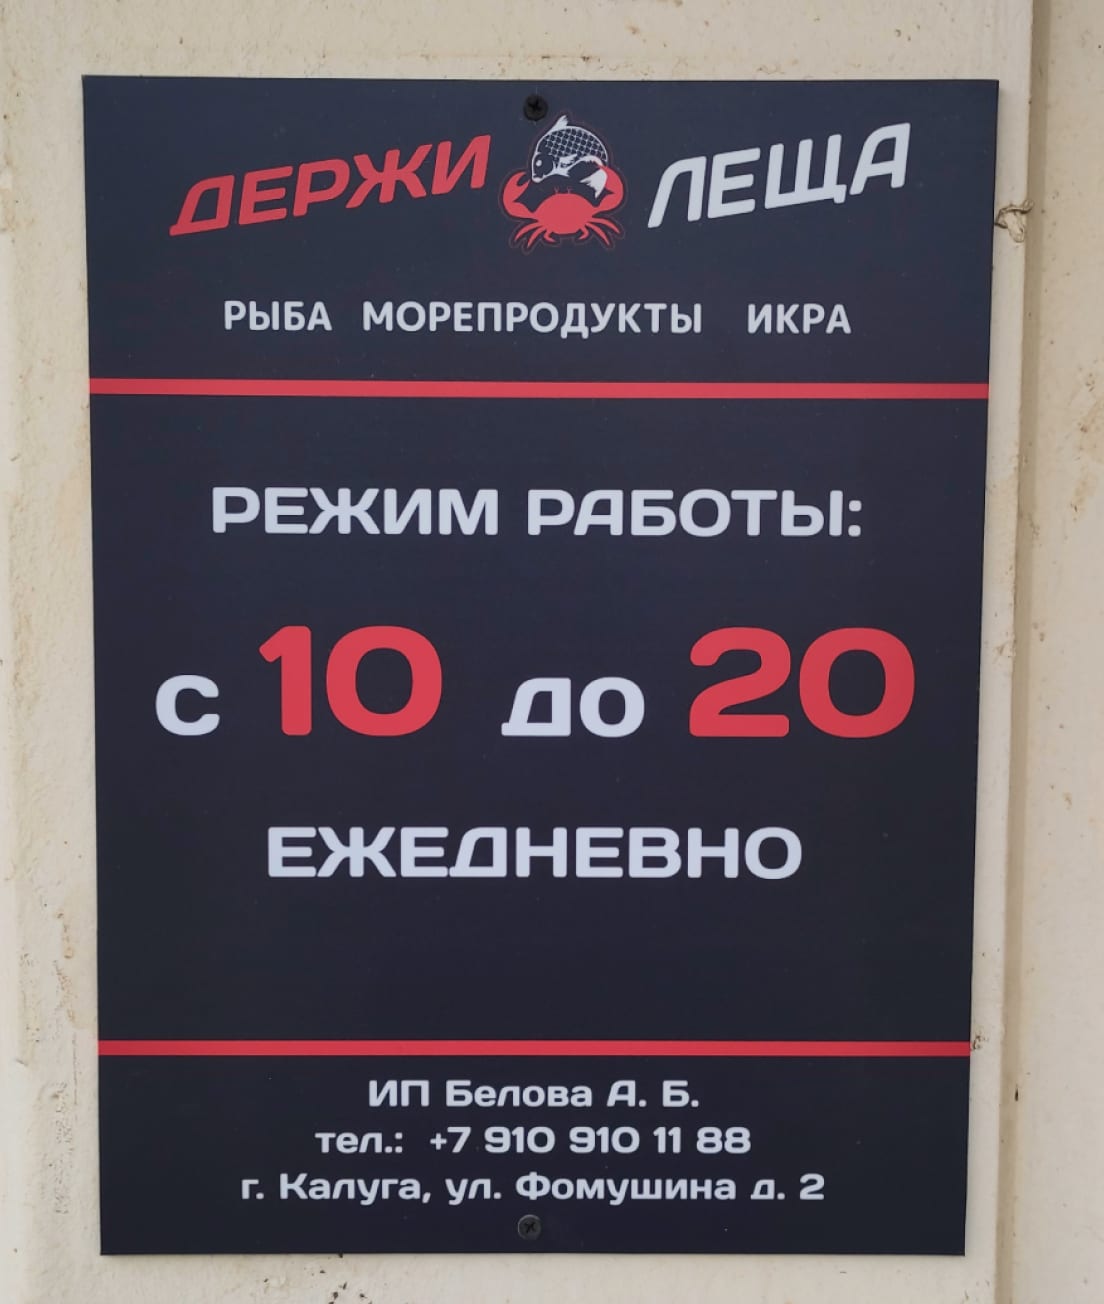 ДЕРЖИ ЛЕЩА
РЫБА МОРЕПРОДУКТЫ ИКРА
РЕЖИМ РАБОТЫ:
с 10 до 20
ЕЖЕДНЕВНО
ИП Белова А. Б.
тел.: +7 910 910 11 88
г. Калуга, ул. Фомушина д. 2